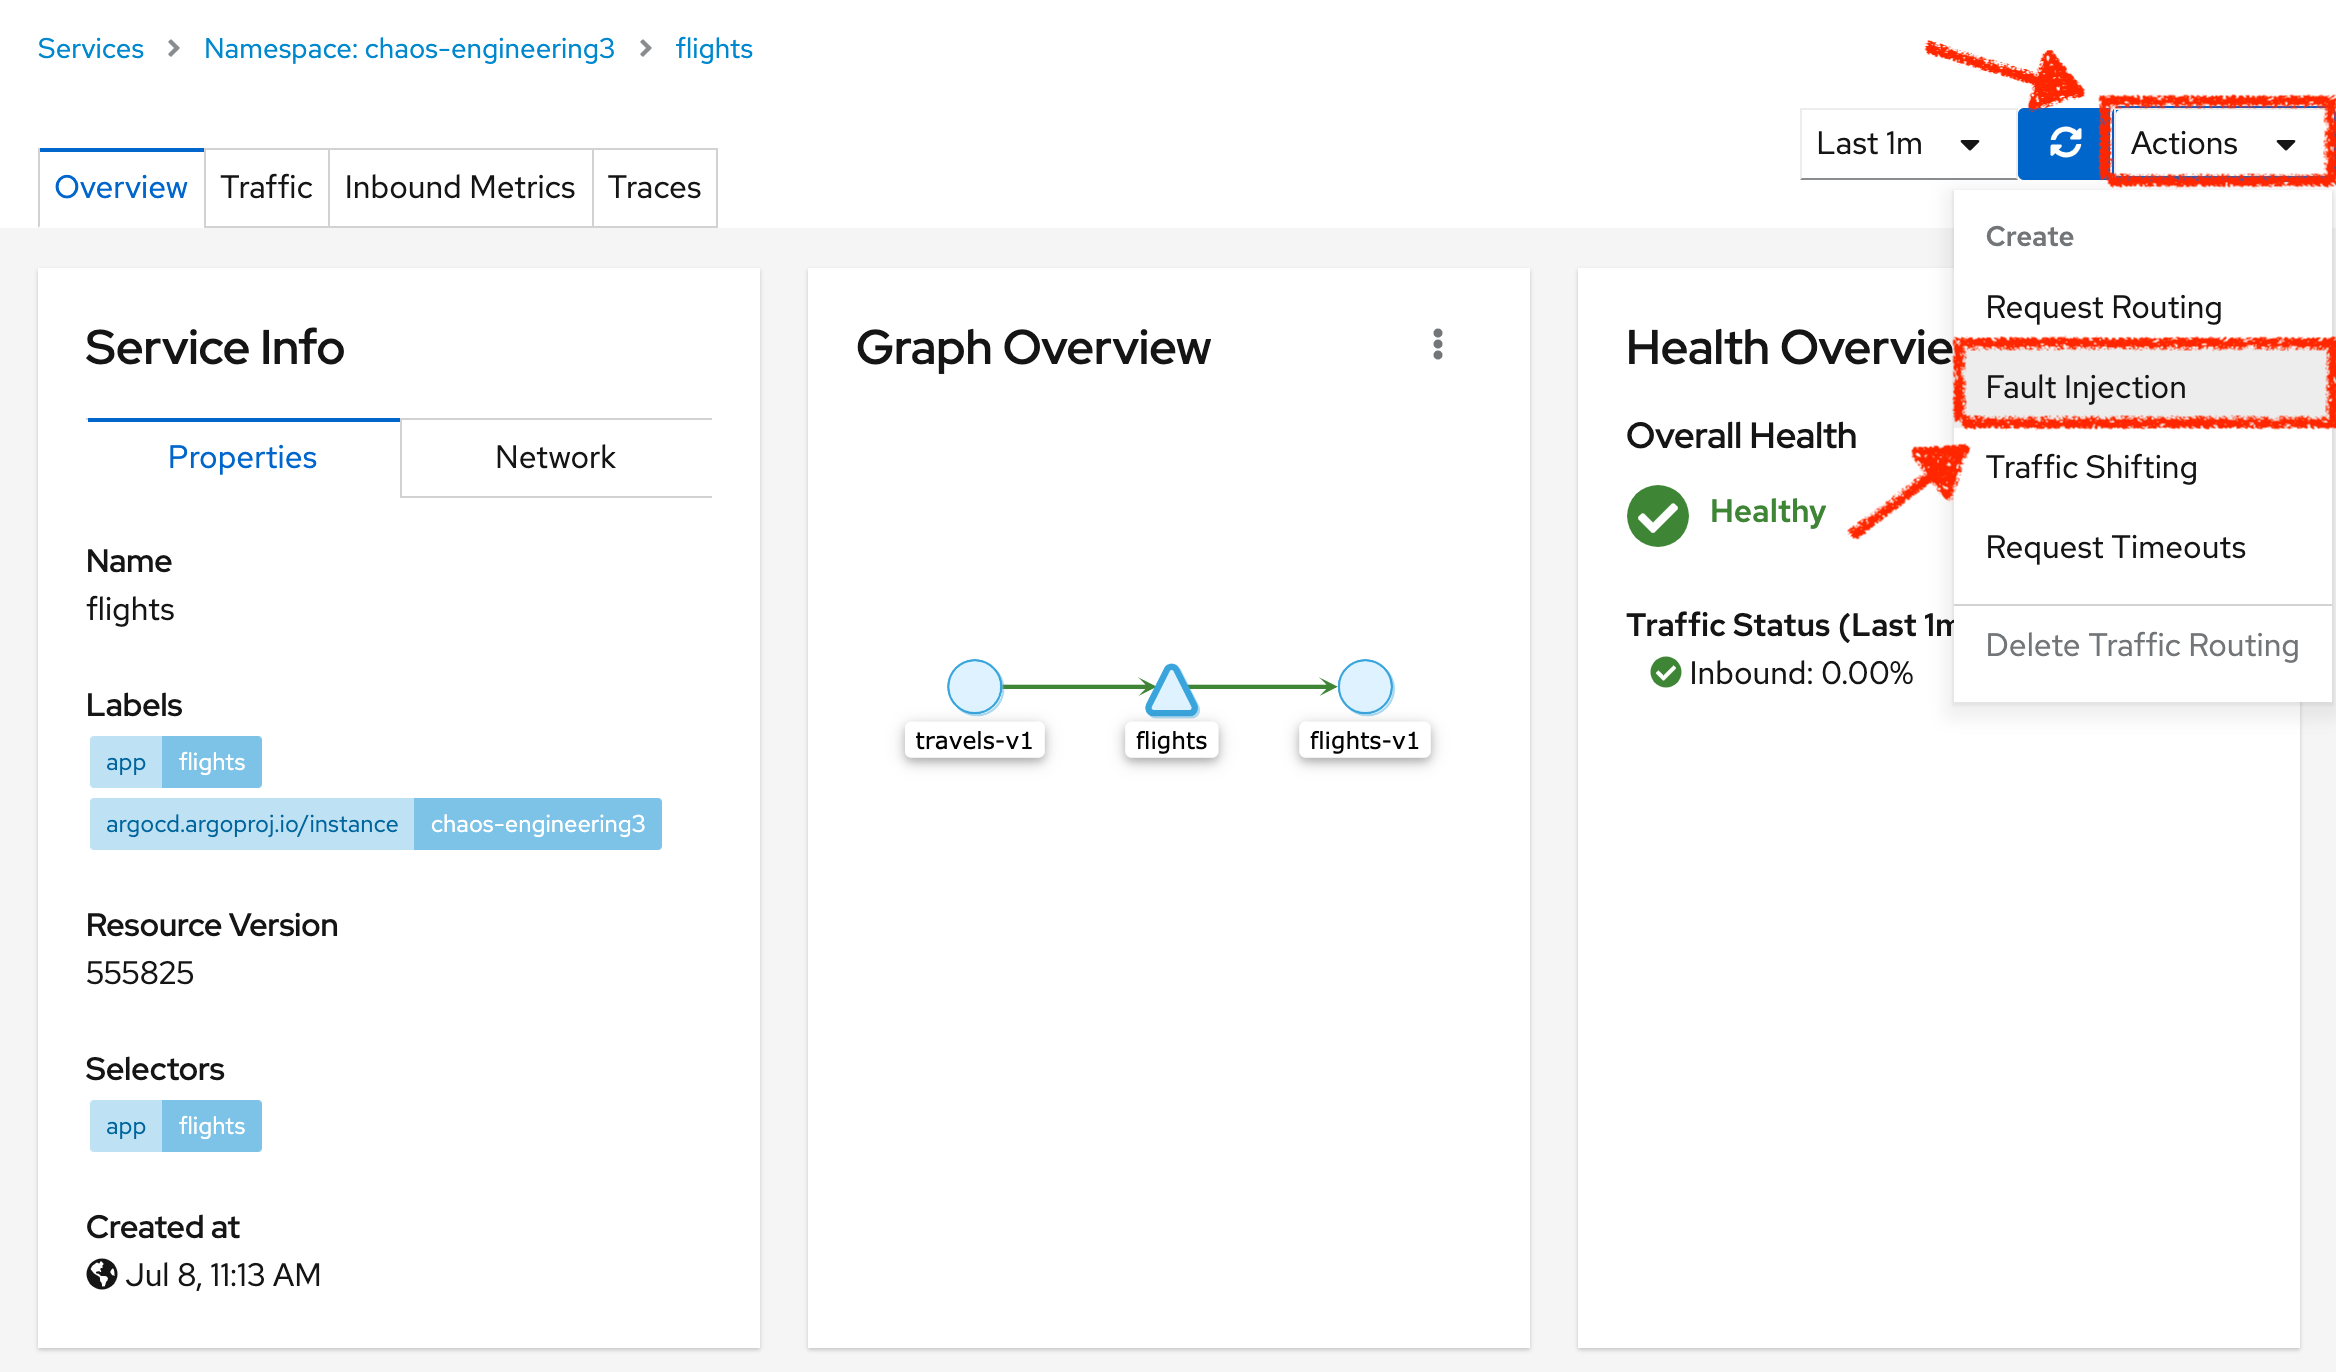 Services > Namespace: chaos-engineering3 > flights
Last 1m
Actions
Overview
Traffic
Inbound Metrics
Traces
Create
Request Routing
Fault Injection
Traffic Shifting
Request Timeouts
Delete Traffic Routing
Service Info
Properties
Network
Name
flights
Labels
app flights
argocd.argoproj.io/instance chaos-engineering3
Resource Version
555825
Selectors
app flights
Created at
Jul 8, 11:13 AM
Graph Overview
travels-v1
flights
flights-v1
Health Overvie
Overall Health
Healthy
Traffic Status (Last 1m
Inbound: 0.00%